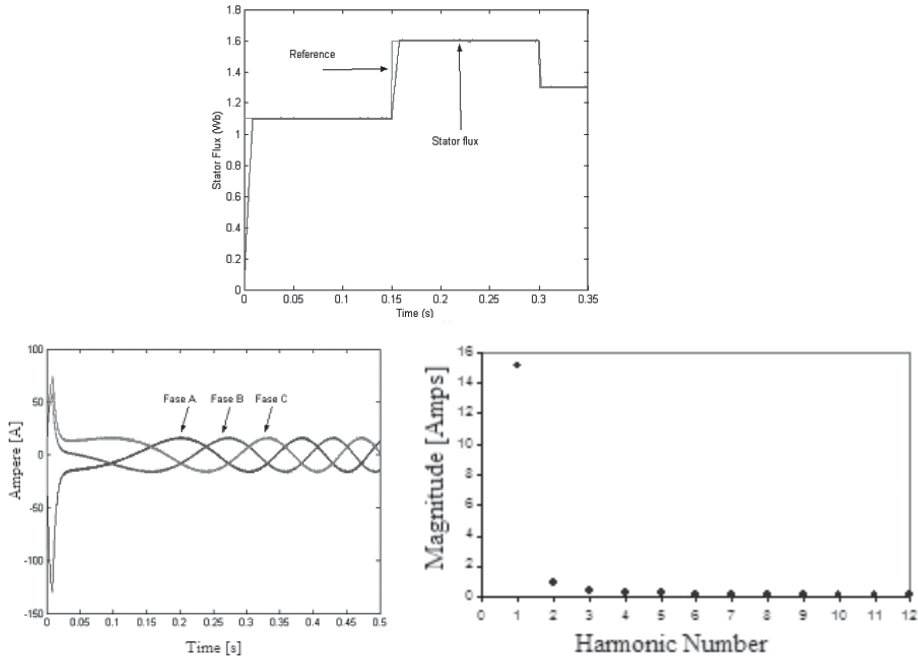 1.8
1.6
1.4
1.2
1
0.8
0.6
0.4
0.2
0
Stator Flux (Wb)
Reference
Stator flux
0 0.05 0.1 0.15 0.2 0.25 0.3 0.35
Time (s)
100
50
0
-50
-100
-150
Ampere [A]
Fase A Fase B Fase C
0 0.05 0.1 0.15 0.2 0.25 0.3 0.35 0.4 0.45 0.5
Time [s]
16
14
12
10
8
6
4
2
0
Magnitude [Amps]
0 1 2 3 4 5 6 7 8 9 10 11 12
Harmonic Number